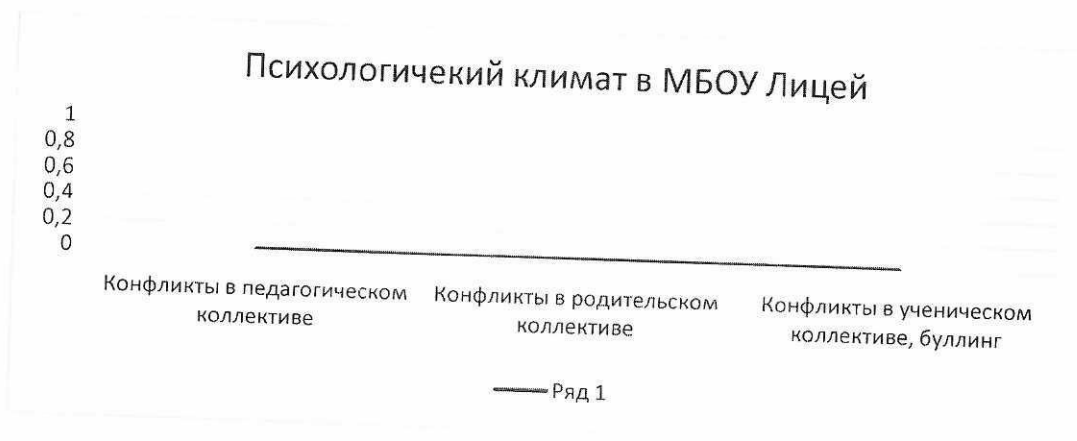 Психологичекий климат в МБОУ Лицей
1
0,8
0,6
0,4
0,2
0
Конфликты в педагогическом
коллективе
Конфликты в родительском
коллективе
Конфликты в ученическом
коллективе, буллинг
Ряд 1